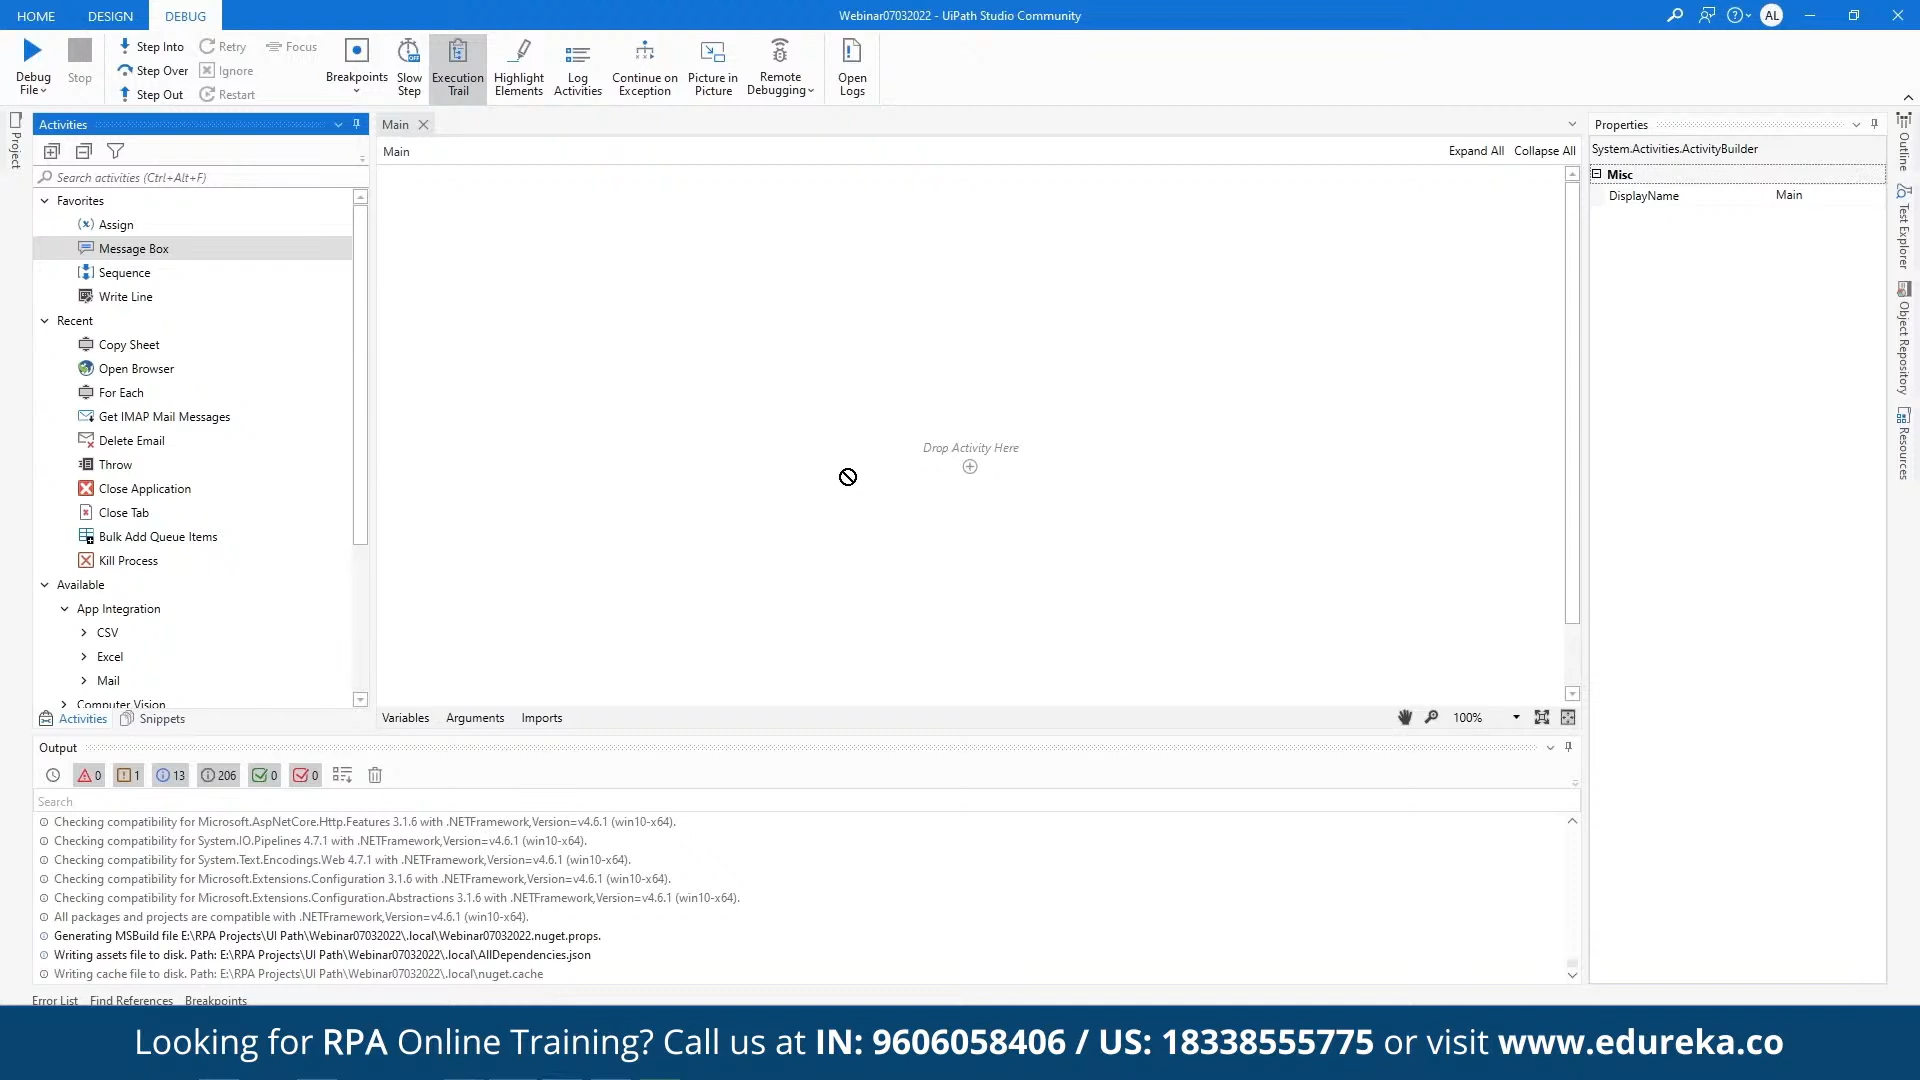 HOME DESIGN DEBUG
Webinar07032022 - UiPath Studio Community
AL
Debug File
Stop
Step Into
Step Over
Step Out
Retry
Ignore
Restart
Focus
Breakpoints
Slow Step
Execution Trail
Highlight Elements
Log Activities
Continue on Exception
Picture in Picture
Remote Debugging
Open Logs
Project
Activities
Search activities (Ctrl+Alt+F)
Favorites
Assign
Message Box
Sequence
Write Line
Recent
Copy Sheet
Open Browser
For Each
Get IMAP Mail Messages
Delete Email
Throw
Close Application
Close Tab
Bulk Add Queue Items
Kill Process
Available
App Integration
CSV
Excel
Mail
Computer Vision
Activities Snippets
Main
Main
Expand All Collapse All
Drop Activity Here
Variables Arguments Imports
100%
Properties
System.Activities.ActivityBuilder
Misc
DisplayName Main
Outline
Test Explorer
Object Repository
Resources
Output
0 1 13 206 0 0
Search
Checking compatibility for Microsoft.AspNetCore.Http.Features 3.1.6 with .NETFramework,Version=v4.6.1 (win10-x64).
Checking compatibility for System.IO.Pipelines 4.7.1 with .NETFramework,Version=v4.6.1 (win10-x64).
Checking compatibility for System.Text.Encodings.Web 4.7.1 with .NETFramework,Version=v4.6.1 (win10-x64).
Checking compatibility for Microsoft.Extensions.Configuration 3.1.6 with .NETFramework,Version=v4.6.1 (win10-x64).
Checking compatibility for Microsoft.Extensions.Configuration.Abstractions 3.1.6 with .NETFramework,Version=v4.6.1 (win10-x64).
All packages and projects are compatible with .NETFramework,Version=v4.6.1 (win10-x64).
Generating MSBuild file E:\RPA Projects\UI Path\Webinar07032022\.local\Webinar07032022.nuget.props.
Writing assets file to disk. Path: E:\RPA Projects\UI Path\Webinar07032022\.local\AllDependencies.json
Writing cache file to disk. Path: E:\RPA Projects\UI Path\Webinar07032022\.local\nuget.cache
Error List Find References Breakpoints
Looking for RPA Online Training? Call us at IN: 9606058406 / US: 18338555775 or visit www.edureka.co